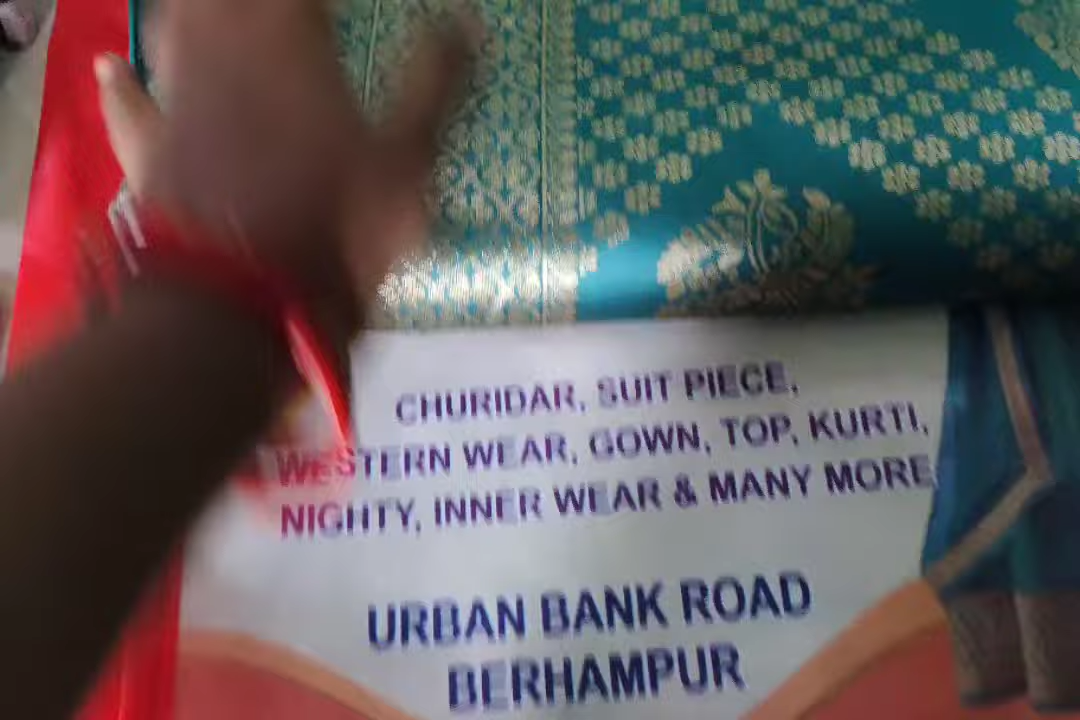 CHURIDAR, SUIT PIECE,
WESTERN WEAR, GOWN, TOP, KURTI,
NIGHTY, INNER WEAR & MANY MORE
URBAN BANK ROAD
BERHAMPUR